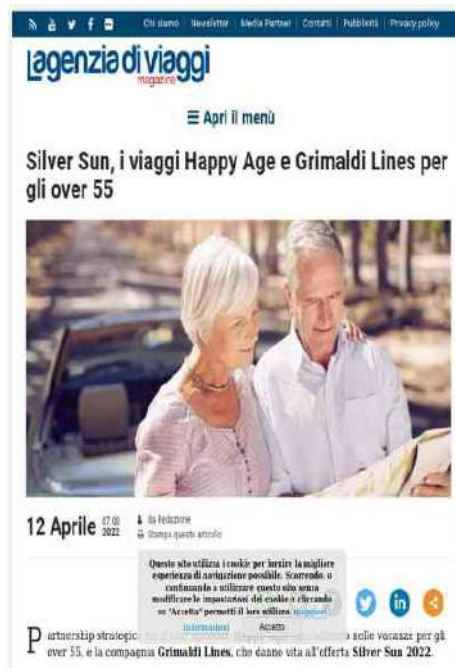 Chi siamo | Newsletter | Media Partner | Contatti | Pubblicità | Privacy policy
l'agenzia di viaggi
magazine
☰ Apri il menù
Silver Sun, i viaggi Happy Age e Grimaldi Lines per
gli over 55
12 Aprile 07:00 2022
da Redazione
Stampa questo articolo
Questo sito utilizza i cookie per fornire la migliore
esperienza di navigazione possibile. Scorrendo, o
continuando a utilizzare questo sito senza
modificare le impostazioni dei cookie o cliccando
su "Accetta" permetti il loro utilizzo. maggiori
informazioni Accetto
Partnership strategica nelle vacanze per gli
over 55, e la compagnia Grimaldi Lines, che danno vita all'offerta Silver Sun 2022.